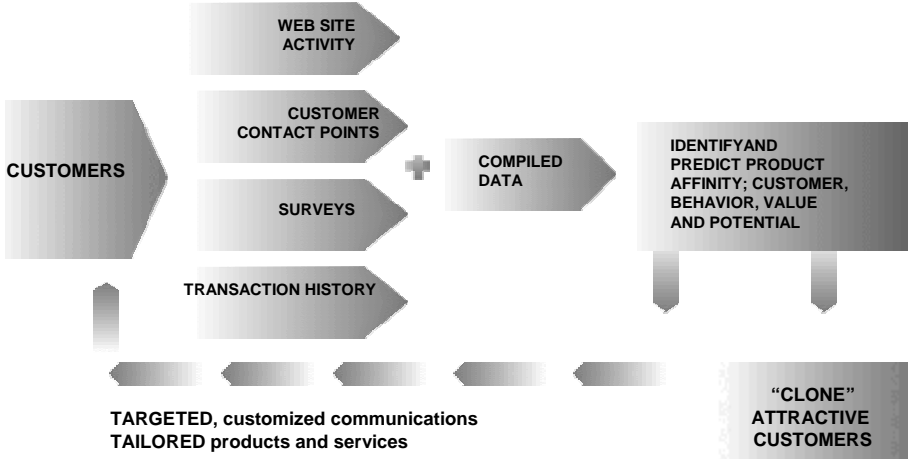 CUSTOMERS
WEB SITE
ACTIVITY
CUSTOMER
CONTACT POINTS
SURVEYS
TRANSACTION HISTORY
COMPILED
DATA
IDENTIFYAND
PREDICT PRODUCT
AFFINITY; CUSTOMER,
BEHAVIOR, VALUE
AND POTENTIAL
“CLONE”
ATTRACTIVE
CUSTOMERS
TARGETED, customized communications
TAILORED products and services